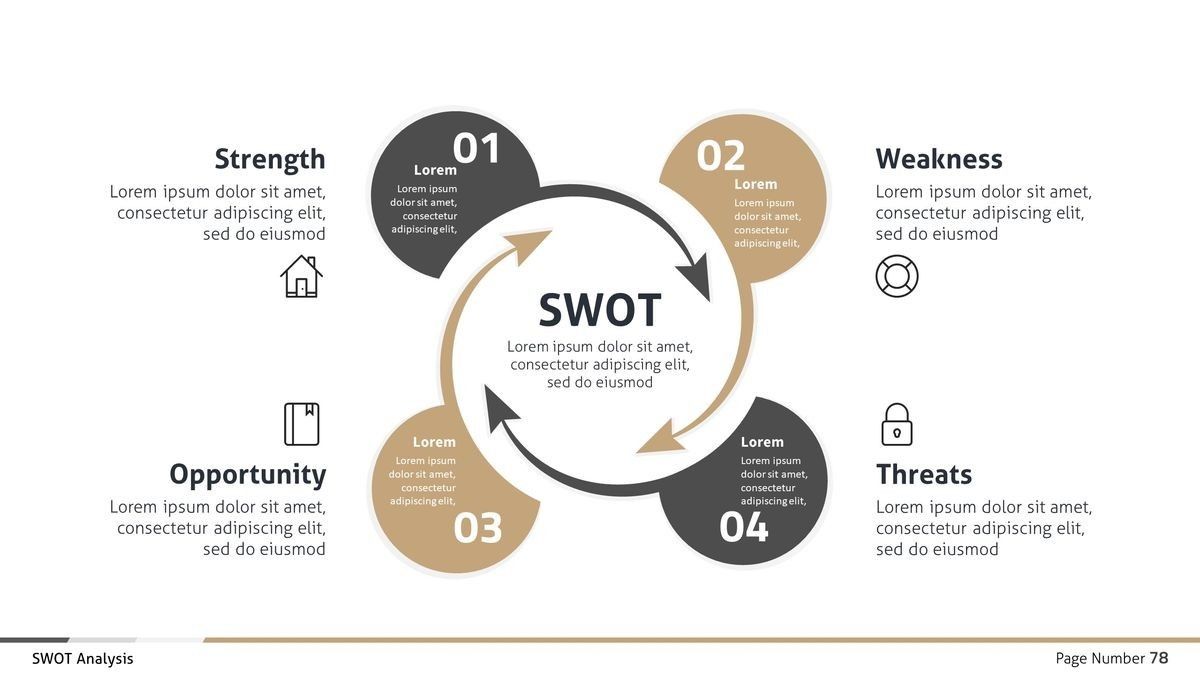 Strength
Lorem ipsum dolor sit amet,
consectetur adipiscing elit,
sed do eiusmod
01
Lorem
Lorem ipsum
dolor sit amet,
consectetur
adipiscing elit,
02
Lorem
Lorem ipsum
dolor sit amet,
consectetur
adipiscing elit,
Weakness
Lorem ipsum dolor sit amet,
consectetur adipiscing elit,
sed do eiusmod
SWOT
Lorem ipsum dolor sit amet,
consectetur adipiscing elit,
sed do eiusmod
Opportunity
Lorem ipsum dolor sit amet,
consectetur adipiscing elit,
sed do eiusmod
Lorem
Lorem ipsum
dolor sit amet,
consectetur
adipiscing elit,
03
Lorem
Lorem ipsum
dolor sit amet,
consectetur
adipiscing elit,
04
Threats
Lorem ipsum dolor sit amet,
consectetur adipiscing elit,
sed do eiusmod
SWOT Analysis
Page Number 78